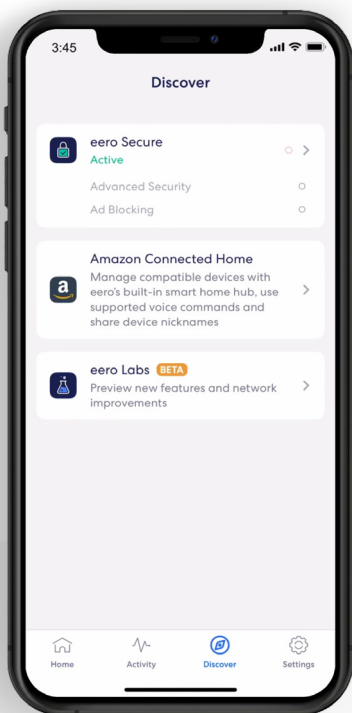 3:45
Discover
eero Secure
Active
Advanced Security
Ad Blocking
Amazon Connected Home
Manage compatible devices with
eero's built-in smart home hub, use
supported voice commands and
share device nicknames
eero Labs BETA
Preview new features and network
improvements
Home Activity Discover Settings